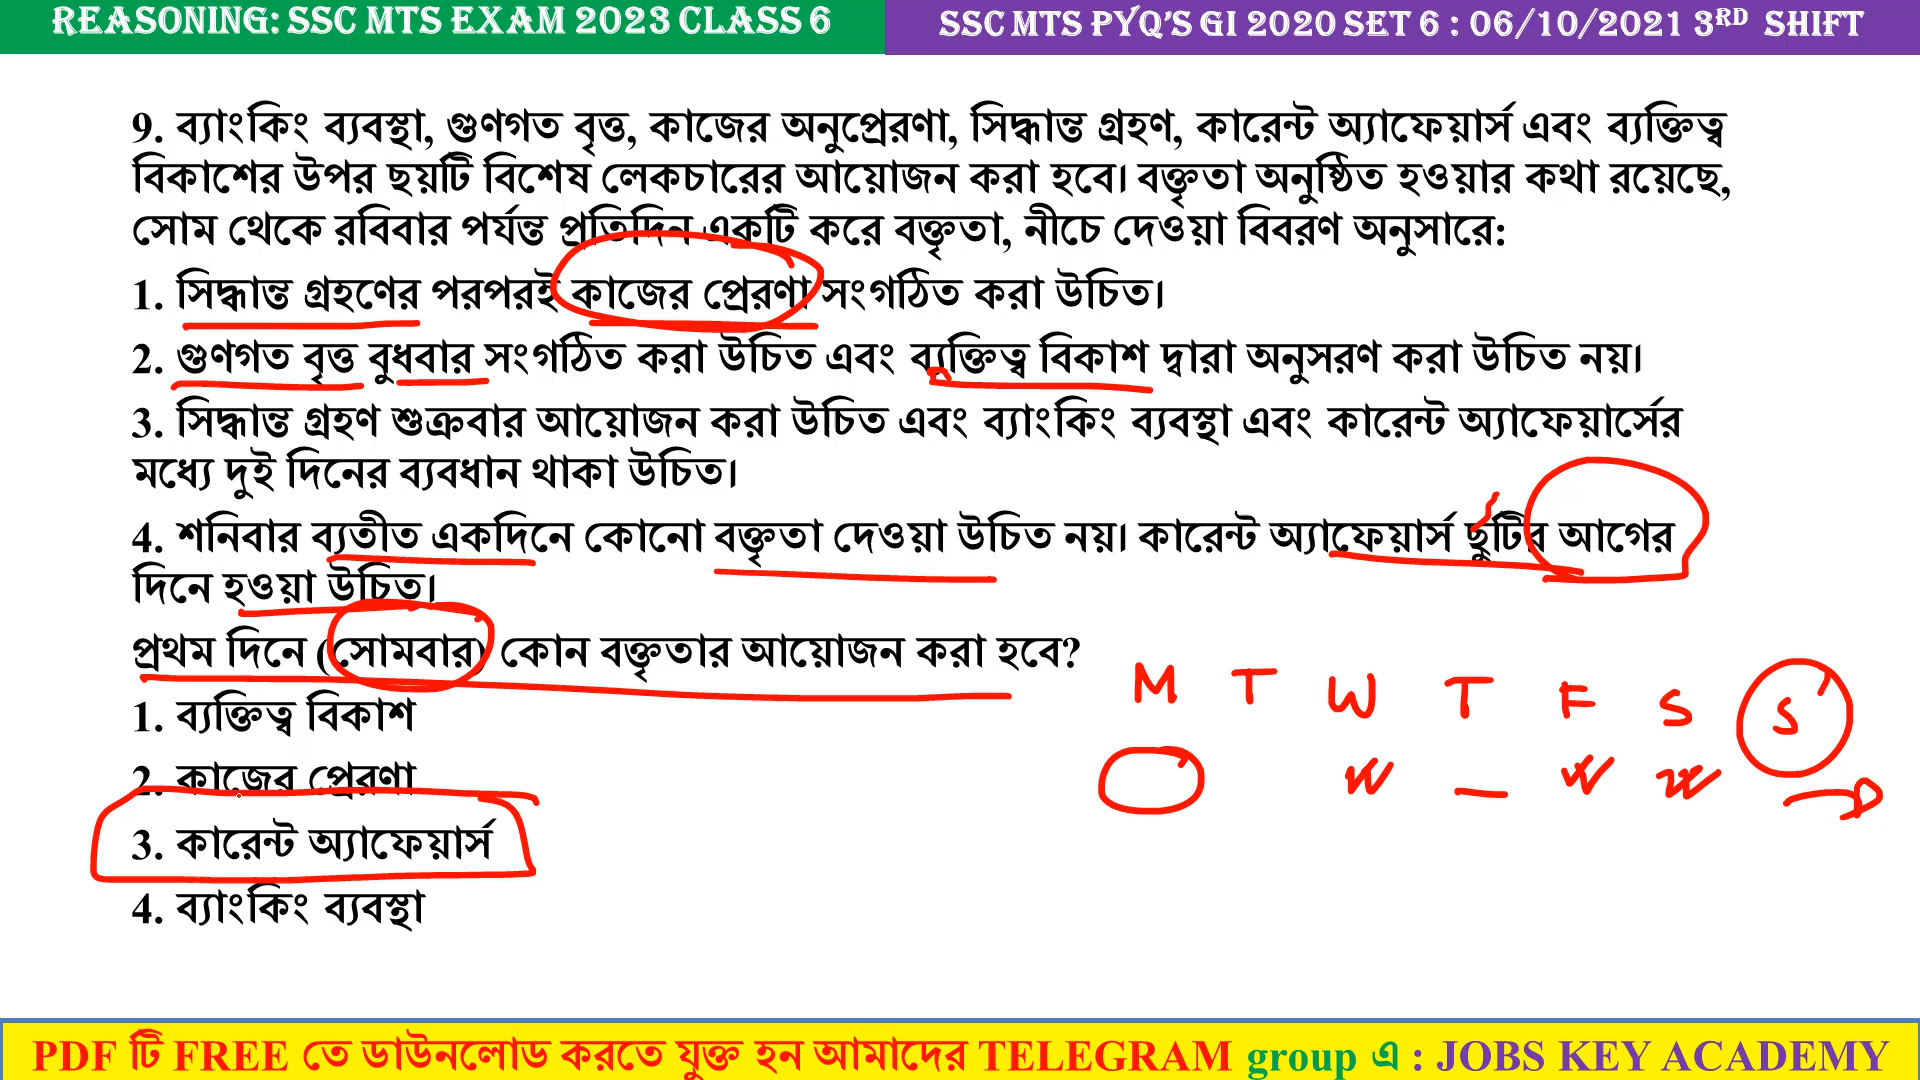 REASONING: SSC MTS EXAM 2023 CLASS 6
SSC MTS PYQ'S GI 2020 SET 6 : 06/10/2021 3RD SHIFT
9. ব্যাংকিং ব্যবস্থা, গুণগত বৃত্ত, কাজের অনুপ্রেরণা, সিদ্ধান্ত গ্রহণ, কারেন্ট অ্যাফেয়ার্স এবং ব্যক্তিত্ব
বিকাশের উপর ছয়টি বিশেষ লেকচারের আয়োজন করা হবে। বক্তৃতা অনুষ্ঠিত হওয়ার কথা রয়েছে,
সোম থেকে রবিবার পর্যন্ত প্রতিদিন একটি করে বক্তৃতা, নীচে দেওয়া বিবরণ অনুসারে:
1. সিদ্ধান্ত গ্রহণের পরপরই কাজের প্রেরণা সংগঠিত করা উচিত।
2. গুণগত বৃত্ত বুধবার সংগঠিত করা উচিত এবং ব্যক্তিত্ব বিকাশ দ্বারা অনুসরণ করা উচিত নয়।
3. সিদ্ধান্ত গ্রহণ শুক্রবার আয়োজন করা উচিত এবং ব্যাংকিং ব্যবস্থা এবং কারেন্ট অ্যাফেয়ার্সের
মধ্যে দুই দিনের ব্যবধান থাকা উচিত।
4. শনিবার ব্যতীত একদিনে কোনো বক্তৃতা দেওয়া উচিত নয়। কারেন্ট অ্যাফেয়ার্স ছুটির আগের
দিনে হওয়া উচিত।
প্রথম দিনে (সোমবার) কোন বক্তৃতার আয়োজন করা হবে?
M T W T F S S
1. ব্যক্তিত্ব বিকাশ
2. কাজের প্রেরণা
3. কারেন্ট অ্যাফেয়ার্স
4. ব্যাংকিং ব্যবস্থা
PDF টি FREE তে ডাউনলোড করতে যুক্ত হন আমাদের TELEGRAM group এ : JOBS KEY ACADEMY